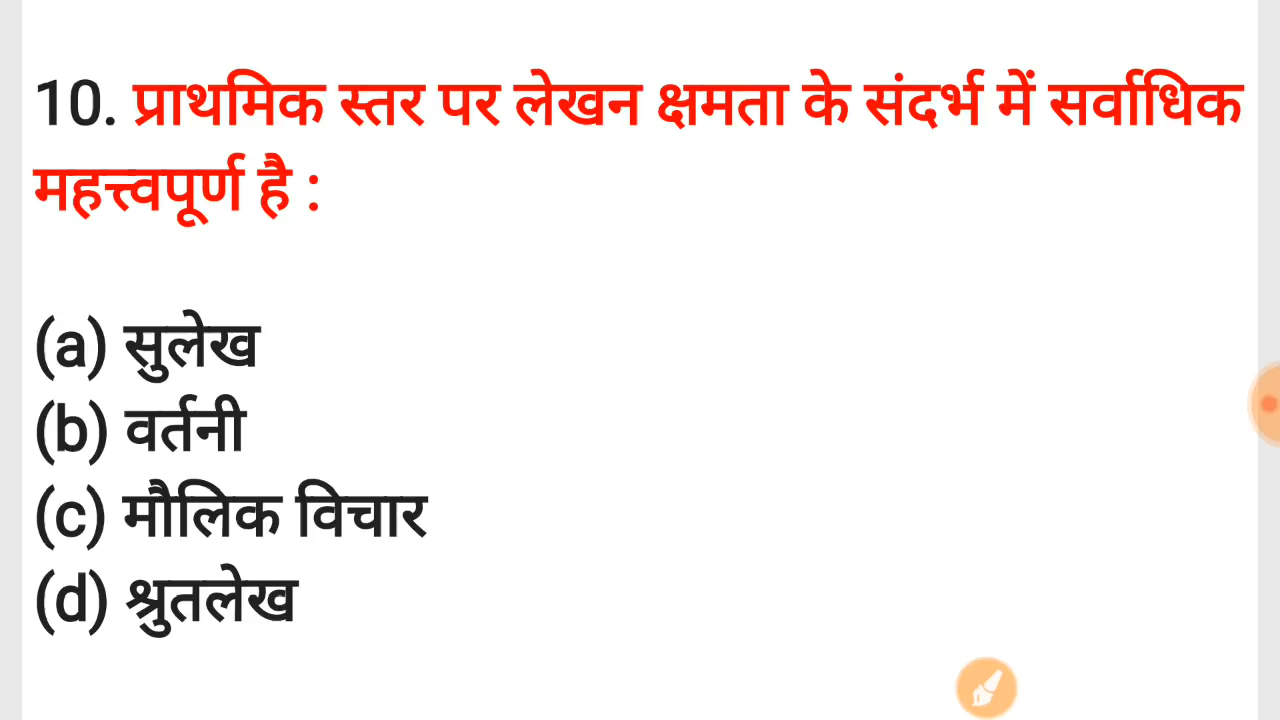 10. प्राथमिक स्तर पर लेखन क्षमता के संदर्भ में सर्वाधिक
महत्त्वपूर्ण है :
(a) सुलेख
(b) वर्तनी
(c) मौलिक विचार
(d) श्रुतलेख